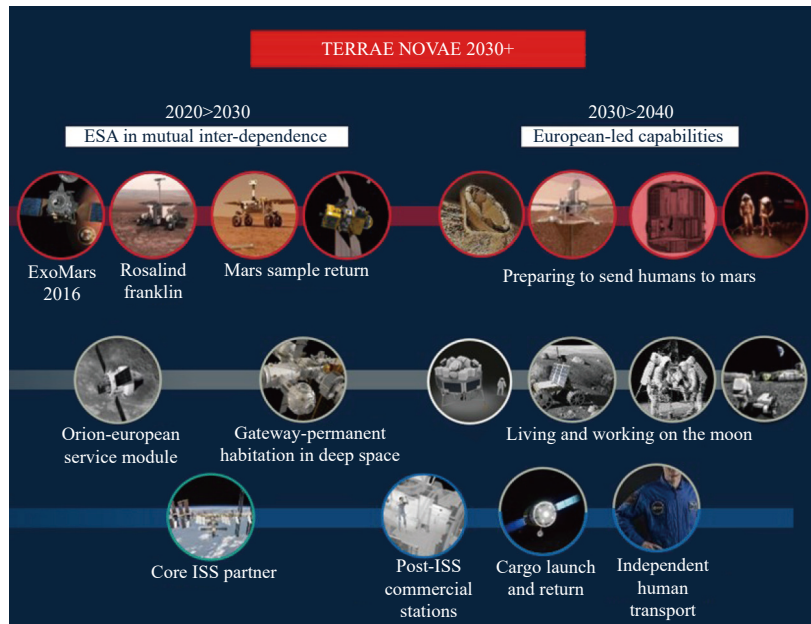 TERRAE NOVAE 2030+
2020>2030
ESA in mutual inter-dependence
2030>2040
European-led capabilities
ExoMars
2016
Rosalind
franklin
Mars sample return
Preparing to send humans to mars
Orion-european
service module
Gateway-permanent
habitation in deep space
Living and working on the moon
Core ISS partner
Post-ISS
commercial
stations
Cargo launch
and return
Independent
human
transport